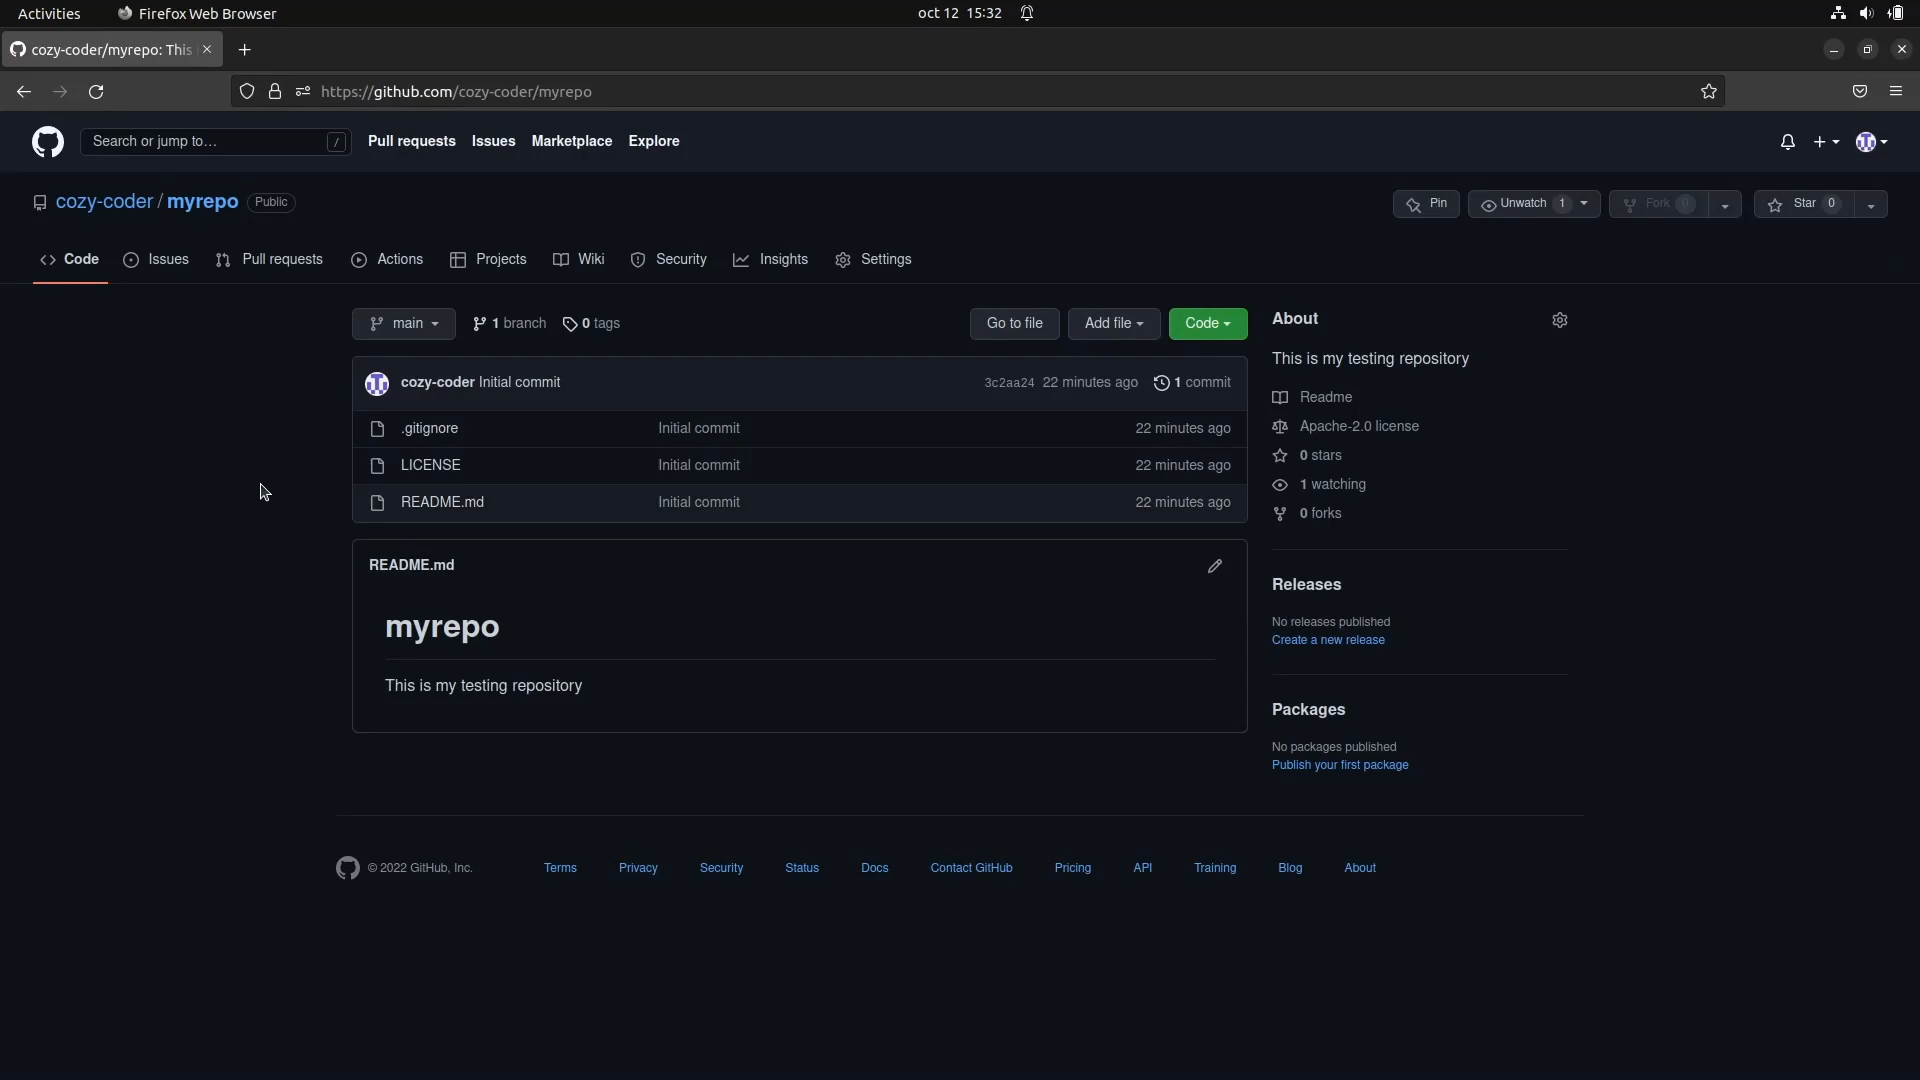 Activities Firefox Web Browser oct 12 15:32
cozy-coder/myrepo: This
https://github.com/cozy-coder/myrepo
Search or jump to… / Pull requests Issues Marketplace Explore
cozy-coder / myrepo Public Pin Unwatch 1 Fork 0 Star 0
Code Issues Pull requests Actions Projects Wiki Security Insights Settings
main 1 branch 0 tags Go to file Add file Code
cozy-coder Initial commit 3c2aa24 22 minutes ago 1 commit
.gitignore Initial commit 22 minutes ago
LICENSE Initial commit 22 minutes ago
README.md Initial commit 22 minutes ago
README.md
myrepo
This is my testing repository
About
This is my testing repository
Readme
Apache-2.0 license
0 stars
1 watching
0 forks
Releases
No releases published
Create a new release
Packages
No packages published
Publish your first package
© 2022 GitHub, Inc. Terms Privacy Security Status Docs Contact GitHub Pricing API Training Blog About